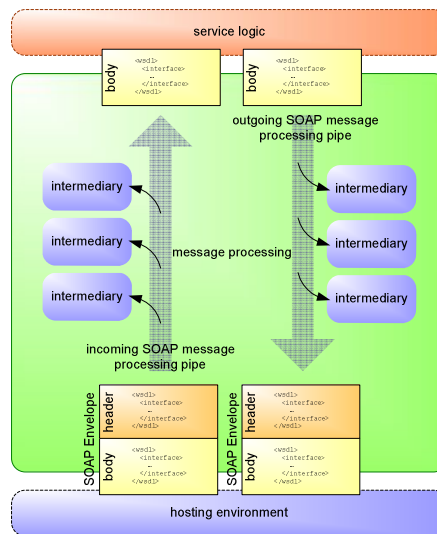 service logic
body
<wsdl>
<interface>
…
</interface>
</wsdl>
body
<wsdl>
<interface>
…
</interface>
</wsdl>
outgoing SOAP message
processing pipe
intermediary
intermediary
intermediary
message processing
intermediary
intermediary
intermediary
incoming SOAP message
processing pipe
SOAP Envelope
header
<wsdl>
<interface>
…
</interface>
</wsdl>
body
<wsdl>
<interface>
…
</interface>
</wsdl>
SOAP Envelope
header
<wsdl>
<interface>
…
</interface>
</wsdl>
body
<wsdl>
<interface>
…
</interface>
</wsdl>
hosting environment